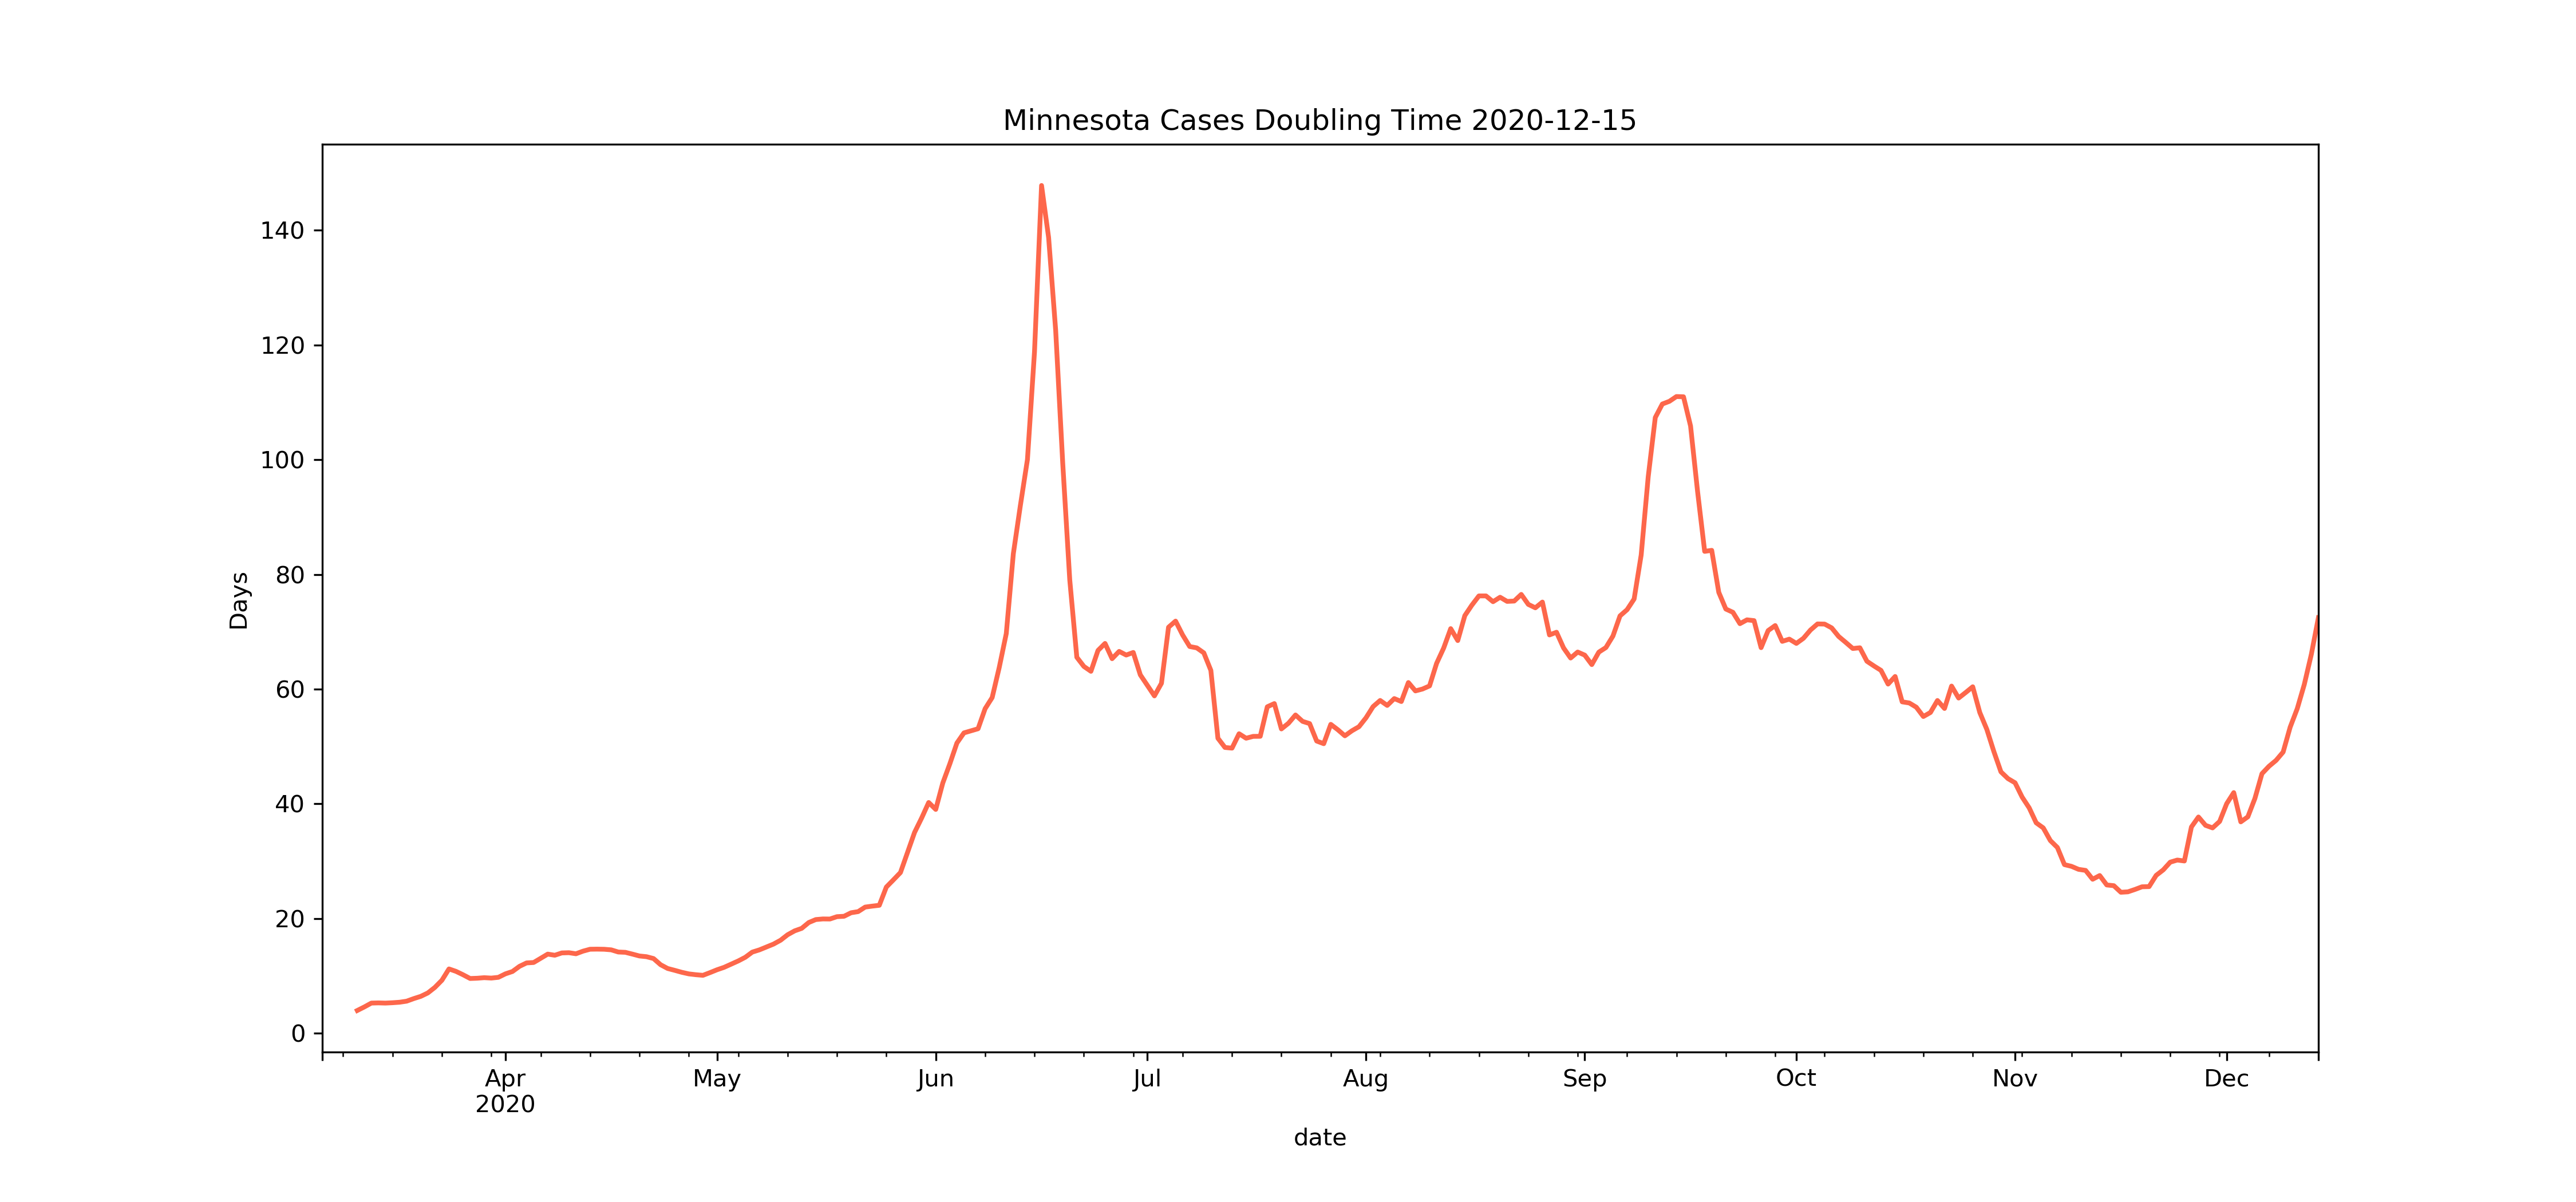 Minnesota Cases Doubling Time 2020-12-15
140
120
100
80
60
40
20
0
Days
Apr May Jun Jul Aug Sep Oct Nov Dec
2020
date